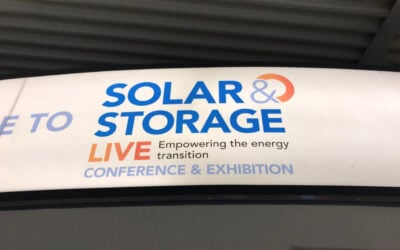 E TO
SOLAR &
STORAGE
LIVE Empowering the energy
transition
CONFERENCE & EXHIBITION